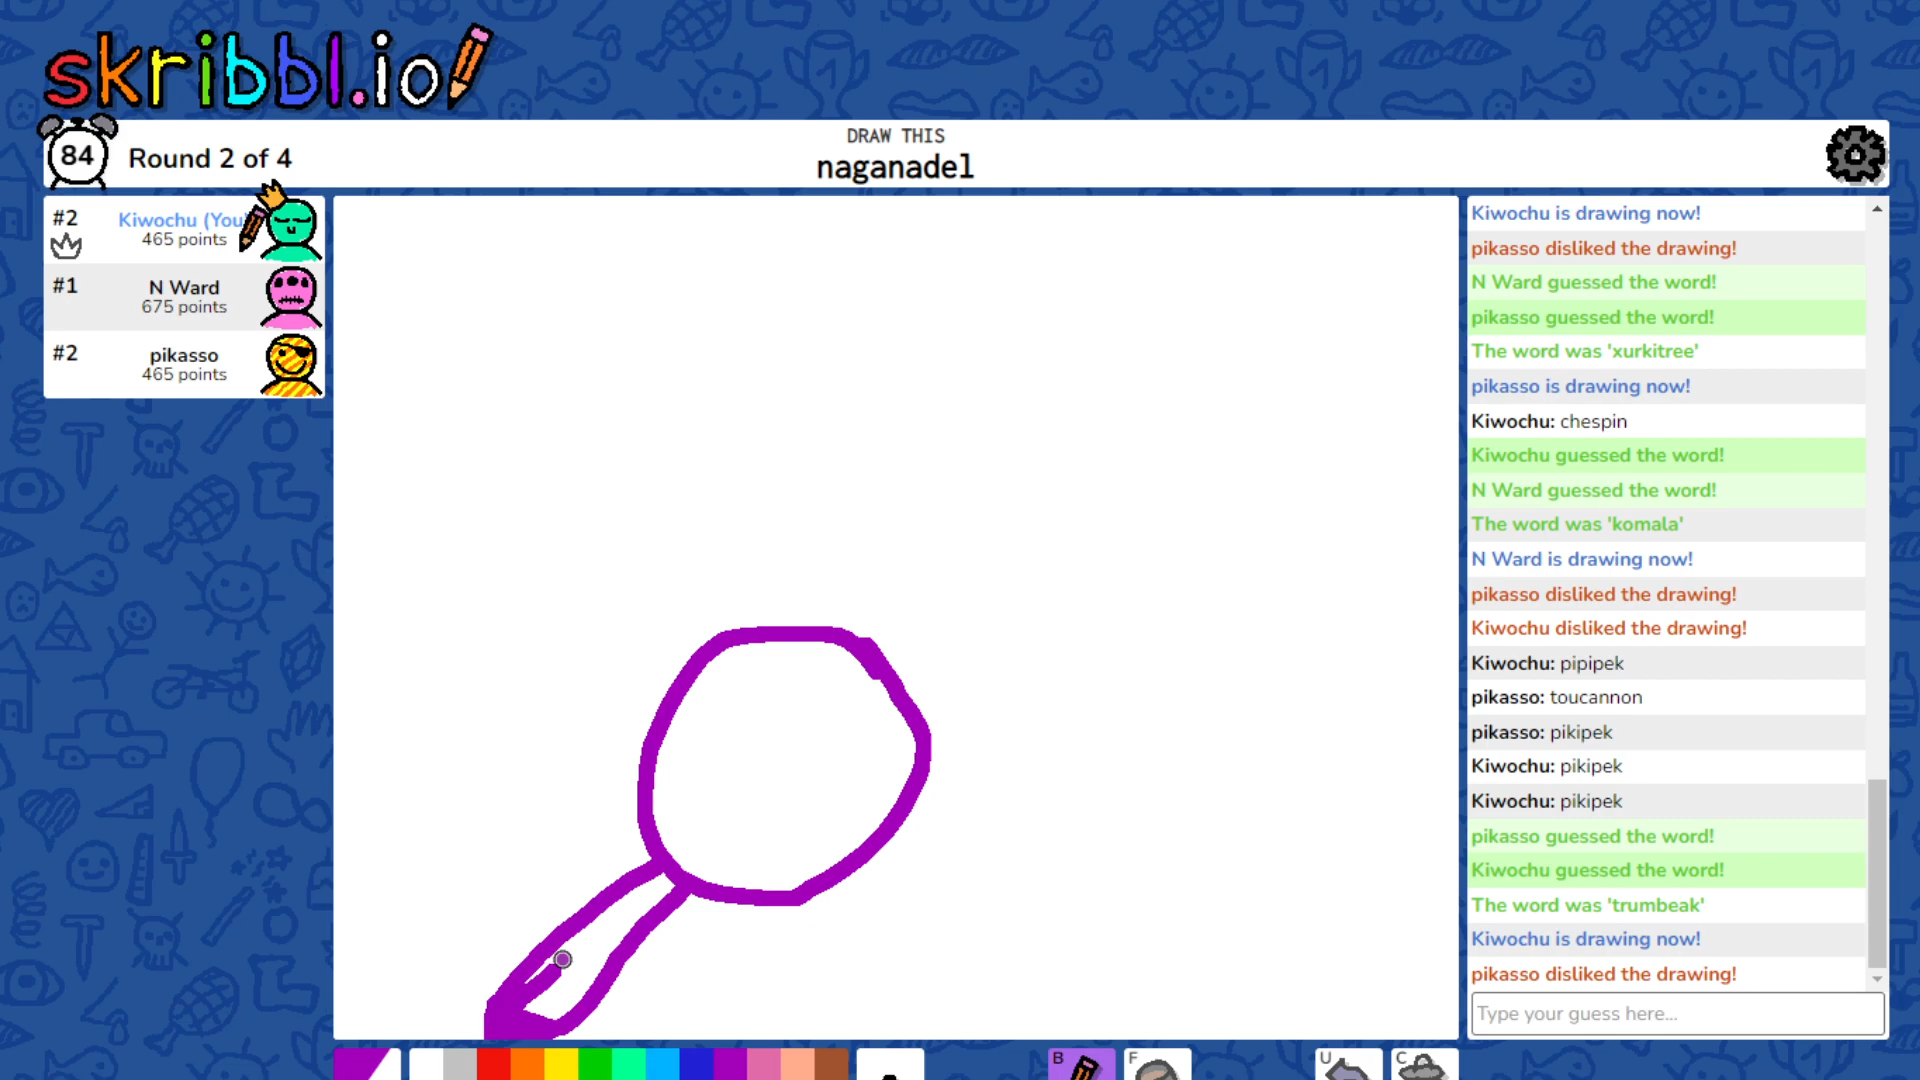 skribbl.io
84
Round 2 of 4
DRAW THIS
naganadel
#2
Kiwochu (You
465 points
#1
N Ward
675 points
#2
pikasso
465 points
Kiwochu is drawing now!
pikasso disliked the drawing!
N Ward guessed the word!
pikasso guessed the word!
The word was 'xurkitree'
pikasso is drawing now!
Kiwochu: chespin
Kiwochu guessed the word!
N Ward guessed the word!
The word was 'komala'
N Ward is drawing now!
pikasso disliked the drawing!
Kiwochu disliked the drawing!
Kiwochu: pipipek
pikasso: toucannon
pikasso: pikipek
Kiwochu: pikipek
Kiwochu: pikipek
pikasso guessed the word!
Kiwochu guessed the word!
The word was 'trumbeak'
Kiwochu is drawing now!
pikasso disliked the drawing!
Type your guess here...
B
F
U
C